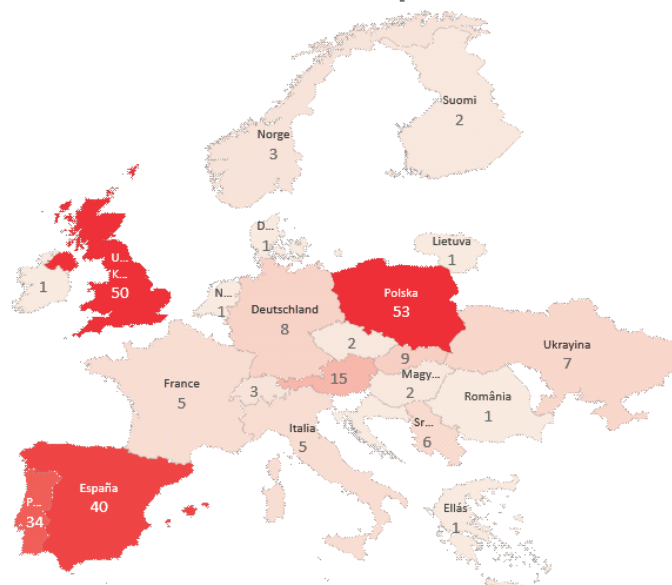 Suomi
2
Norge
3
D...
1
Lietuva
1
U...
K...
50
1
N...
1
Deutschland
8
Polska
53
2
9
Ukrayina
7
France
5
3
15
Magy...
2
România
1
Italia
5
Sr...
6
España
40
P...
34
Ellás
1